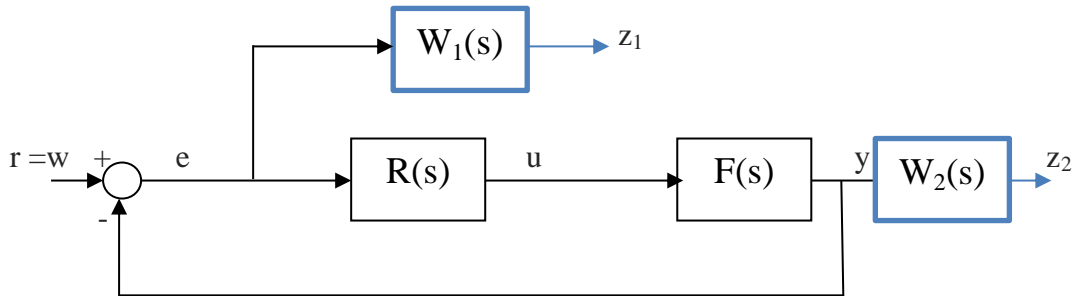 W₁(s)
z₁
r =w
+
e
R(s)
u
F(s)
y
W₂(s)
z₂
-